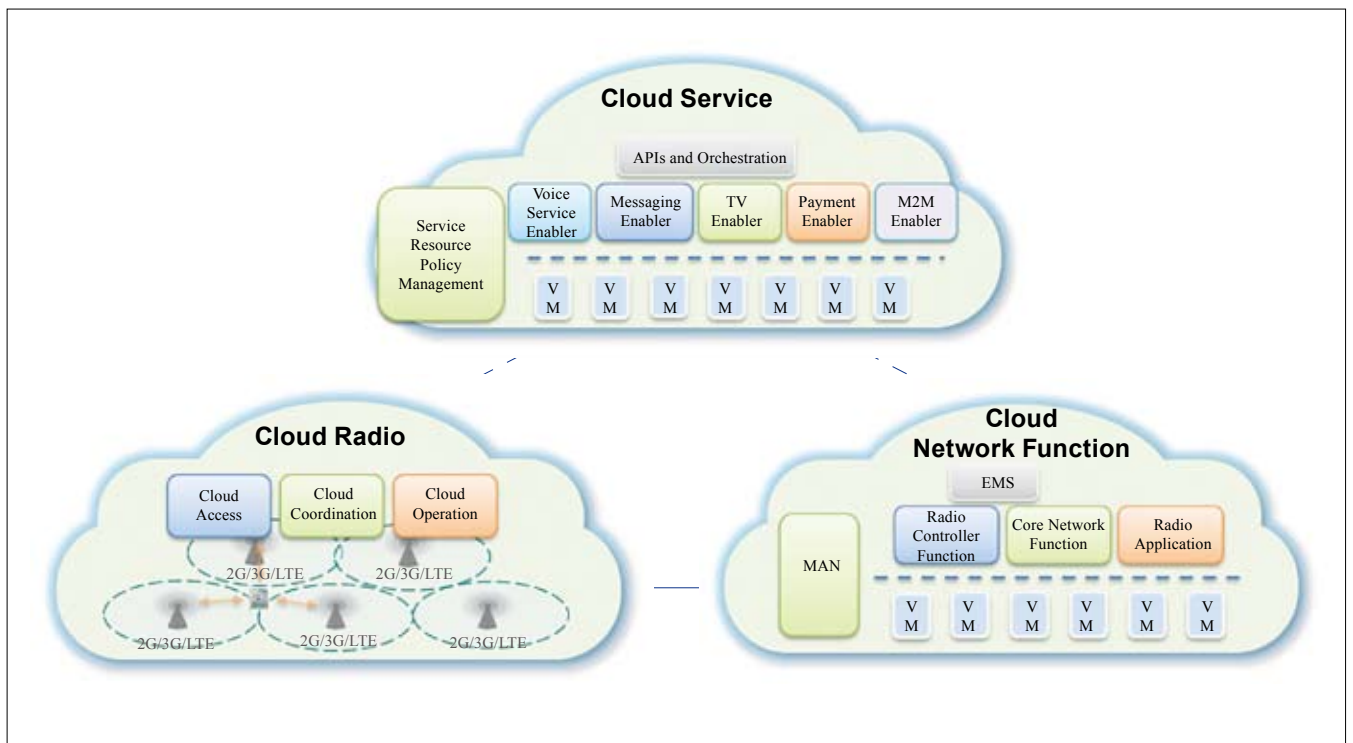 Cloud Service
APIs and Orchestration
Service
Resource
Policy
Management
Voice
Service
Enabler
Messaging
Enabler
TV
Enabler
Payment
Enabler
M2M
Enabler
V
M
V
M
V
M
V
M
V
M
V
M
V
M
Cloud Radio
Cloud
Access
Cloud
Coordination
Cloud
Operation
2G/3G/LTE
2G/3G/LTE
2G/3G/LTE
2G/3G/LTE
2G/3G/LTE
Cloud
Network Function
EMS
MAN
Radio
Controller
Function
Core Network
Function
Radio
Application
V
M
V
M
V
M
V
M
V
M
V
M